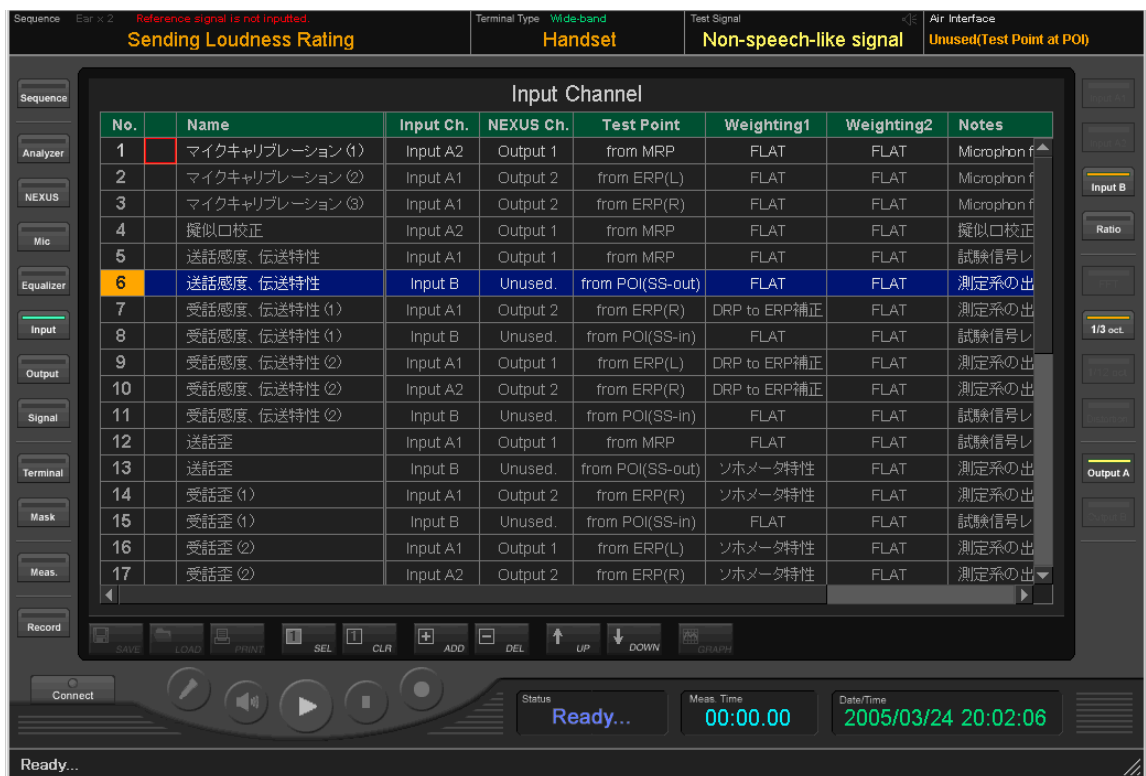 Sequence Ear × 2 Reference signal is not inputted.
Sending Loudness Rating
Terminal Type Wide-band
Handset
Test Signal
Non-speech-like signal
Air Interface
Unused(Test Point at POI)
Sequence
Analyzer
NEXUS
Mic
Equalizer
Input
Output
Signal
Terminal
Mask
Meas.
Record
Input Channel
No. Name Input Ch. NEXUS Ch. Test Point Weighting1 Weighting2 Notes
1 マイクキャリブレーション(1) Input A2 Output 1 from MRP FLAT FLAT Microphon f
2 マイクキャリブレーション(2) Input A1 Output 2 from ERP(L) FLAT FLAT Microphon f
3 マイクキャリブレーション(3) Input A1 Output 2 from ERP(R) FLAT FLAT Microphon f
4 擬似口校正 Input A2 Output 1 from MRP FLAT FLAT 擬似口校正
5 送話感度、伝送特性 Input A1 Output 1 from MRP FLAT FLAT 試験信号レ
6 送話感度、伝送特性 Input B Unused. from POI(SS-out) FLAT FLAT 測定系の出
7 受話感度、伝送特性(1) Input A1 Output 2 from ERP(R) DRP to ERP補正 FLAT 測定系の出
8 受話感度、伝送特性(1) Input B Unused. from POI(SS-in) FLAT FLAT 試験信号レ
9 受話感度、伝送特性(2) Input A1 Output 1 from ERP(L) DRP to ERP補正 FLAT 測定系の出
10 受話感度、伝送特性(2) Input A2 Output 2 from ERP(R) DRP to ERP補正 FLAT 測定系の出
11 受話感度、伝送特性(2) Input B Unused. from POI(SS-in) FLAT FLAT 試験信号レ
12 送話歪 Input A1 Output 1 from MRP FLAT FLAT 試験信号レ
13 送話歪 Input B Unused. from POI(SS-out) ソホメータ特性 FLAT 測定系の出
14 受話歪(1) Input A1 Output 2 from ERP(R) ソホメータ特性 FLAT 測定系の出
15 受話歪(1) Input B Unused. from POI(SS-in) FLAT FLAT 試験信号レ
16 受話歪(2) Input A1 Output 1 from ERP(L) ソホメータ特性 FLAT 測定系の出
17 受話歪(2) Input A2 Output 2 from ERP(R) ソホメータ特性 FLAT 測定系の出
SAVE LOAD PRINT 1 SEL 1 CLR ADD DEL UP DOWN GRAPH
Input B
Ratio
1/3 oct.
Output A
Connect
Status
Ready...
Meas. Time
00:00.00
Date/Time
2005/03/24 20:02:06
Ready...